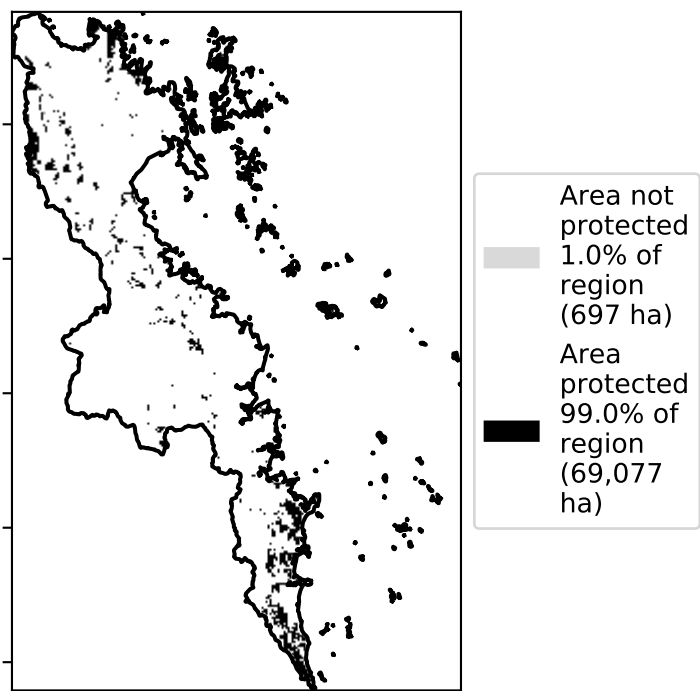 Area not
protected
1.0% of
region
(697 ha)
Area
protected
99.0% of
region
(69,077
ha)